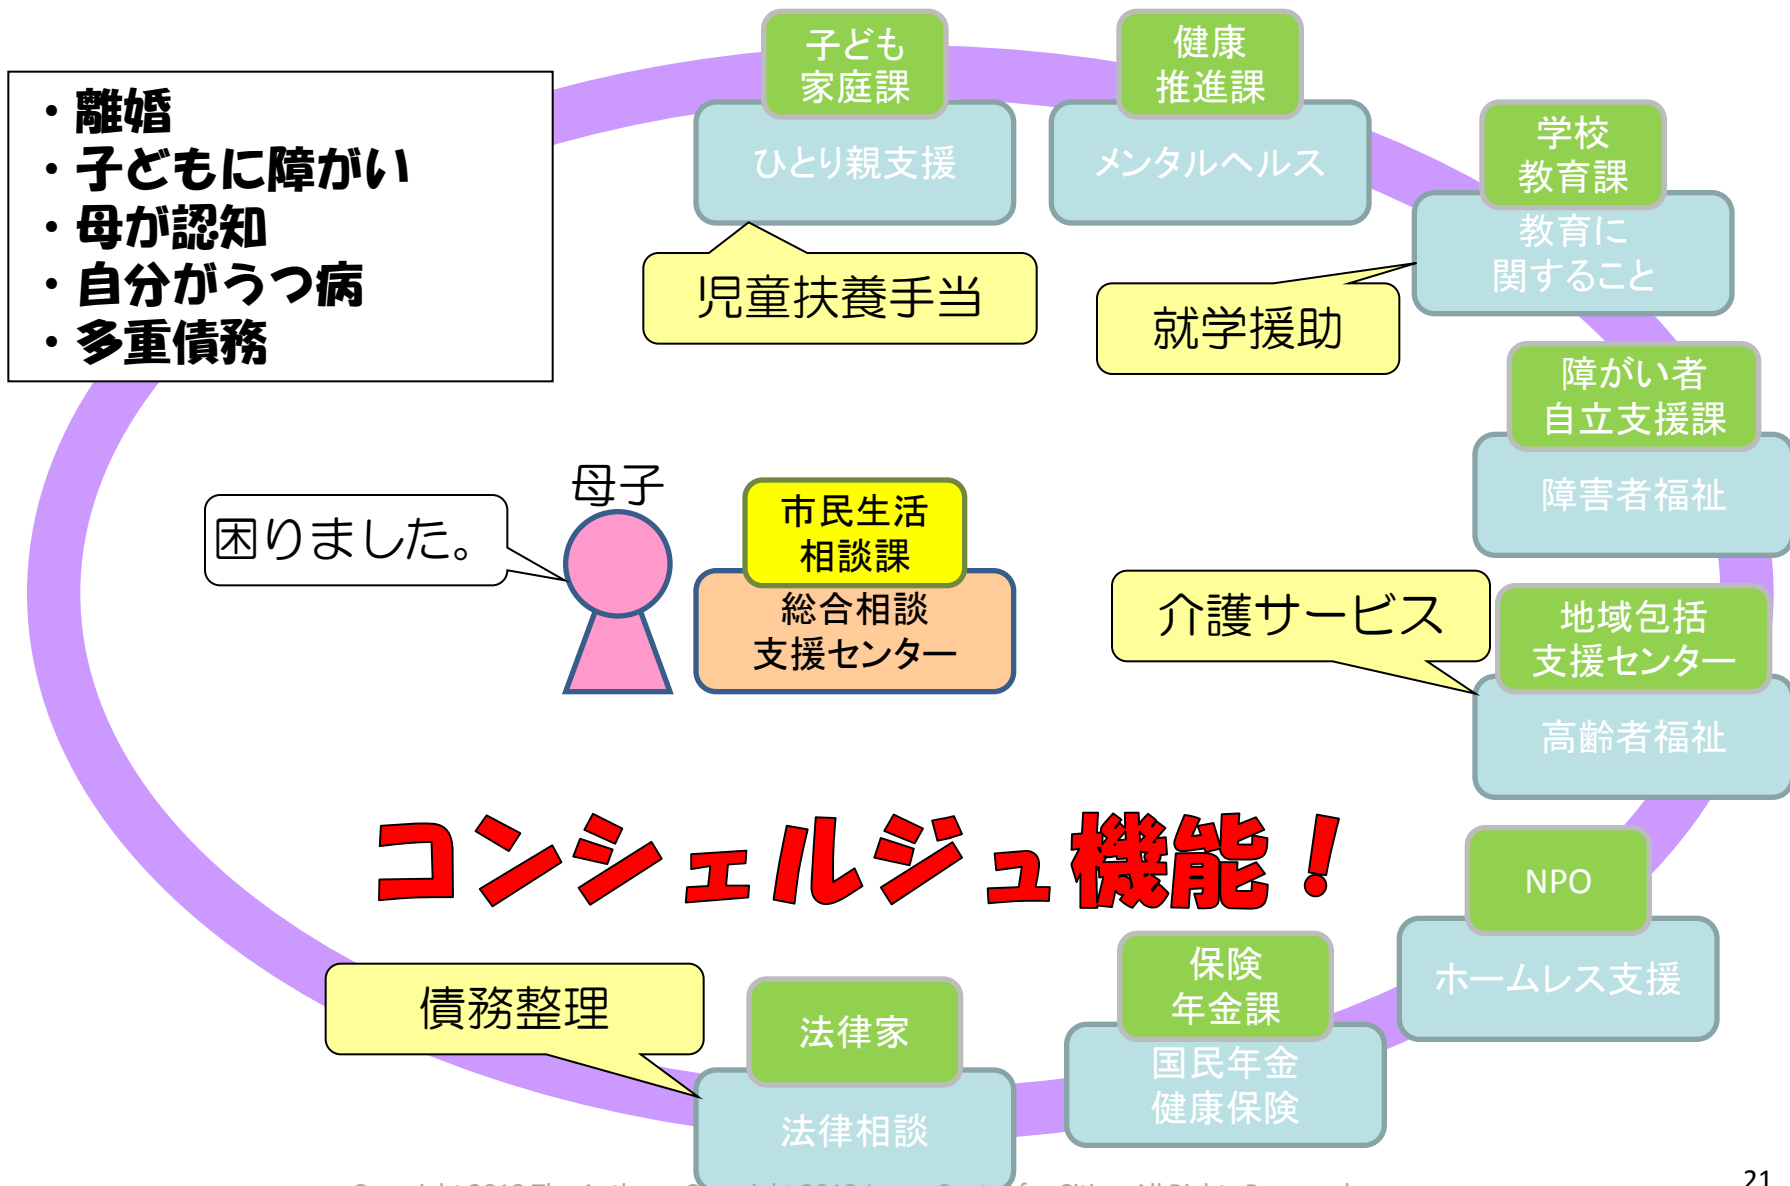 ・離婚
・子どもに障がい
・母が認知
・自分がうつ病
・多重債務
子ども
家庭課
ひとり親支援
児童扶養手当
健康
推進課
メンタルヘルス
学校
教育課
教育に
関すること
就学援助
障がい者
自立支援課
障害者福祉
母子
困りました。
市民生活
相談課
総合相談
支援センター
介護サービス
地域包括
支援センター
高齢者福祉
コンシェルジュ機能！
NPO
ホームレス支援
保険
年金課
国民年金
健康保険
債務整理
法律家
法律相談
21